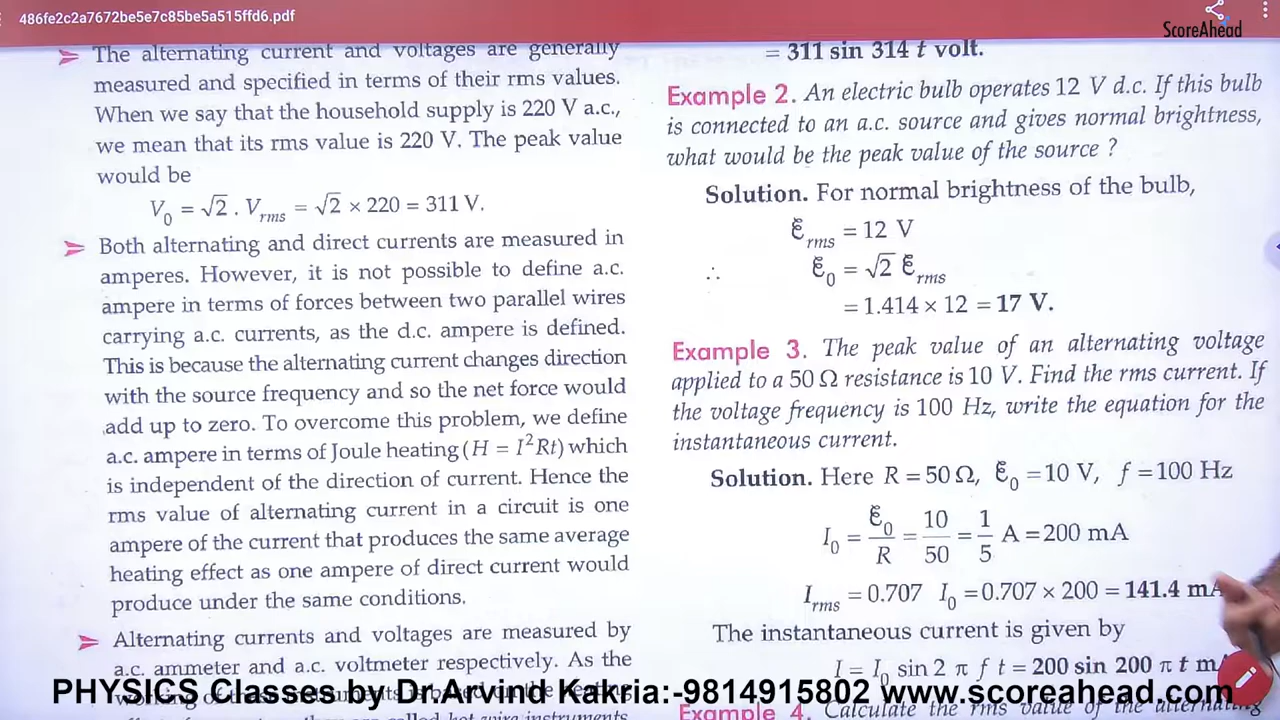 486fe2c2a7672be5e7c85be5a515ffd6.pdf
ScoreAhead
➢ The alternating current and voltages are generally
measured and specified in terms of their rms values.
When we say that the household supply is 220 V a.c.,
we mean that its rms value is 220 V. The peak value
would be
V₀ = √2 . V_rms = √2 × 220 = 311 V.
➢ Both alternating and direct currents are measured in
amperes. However, it is not possible to define a.c.
ampere in terms of forces between two parallel wires
carrying a.c. currents, as the d.c. ampere is defined.
This is because the alternating current changes direction
with the source frequency and so the net force would
add up to zero. To overcome this problem, we define
a.c. ampere in terms of Joule heating (H = I²Rt) which
is independent of the direction of current. Hence the
rms value of alternating current in a circuit is one
ampere of the current that produces the same average
heating effect as one ampere of direct current would
produce under the same conditions.
➢ Alternating currents and voltages are measured by
a.c. ammeter and a.c. voltmeter respectively. As the
= 311 sin 314 t volt.
Example 2. An electric bulb operates 12 V d.c. If this bulb
is connected to an a.c. source and gives normal brightness,
what would be the peak value of the source ?
Solution. For normal brightness of the bulb,
ℰ_rms = 12 V
∴ ℰ₀ = √2 ℰ_rms
= 1.414 × 12 = 17 V.
Example 3. The peak value of an alternating voltage
applied to a 50 Ω resistance is 10 V. Find the rms current. If
the voltage frequency is 100 Hz, write the equation for the
instantaneous current.
Solution. Here R = 50 Ω, ℰ₀ = 10 V, f = 100 Hz
I₀ = ℰ₀/R = 10/50 = 1/5 A = 200 mA
I_rms = 0.707 I₀ = 0.707 × 200 = 141.4 mA
The instantaneous current is given by
I = I₀ sin 2 π f t = 200 sin 200 π t m
Example 4. Calculate the rms value of the alternating
PHYSICS Classes by Dr.Arvind Kakria:-9814915802 www.scoreahead.com